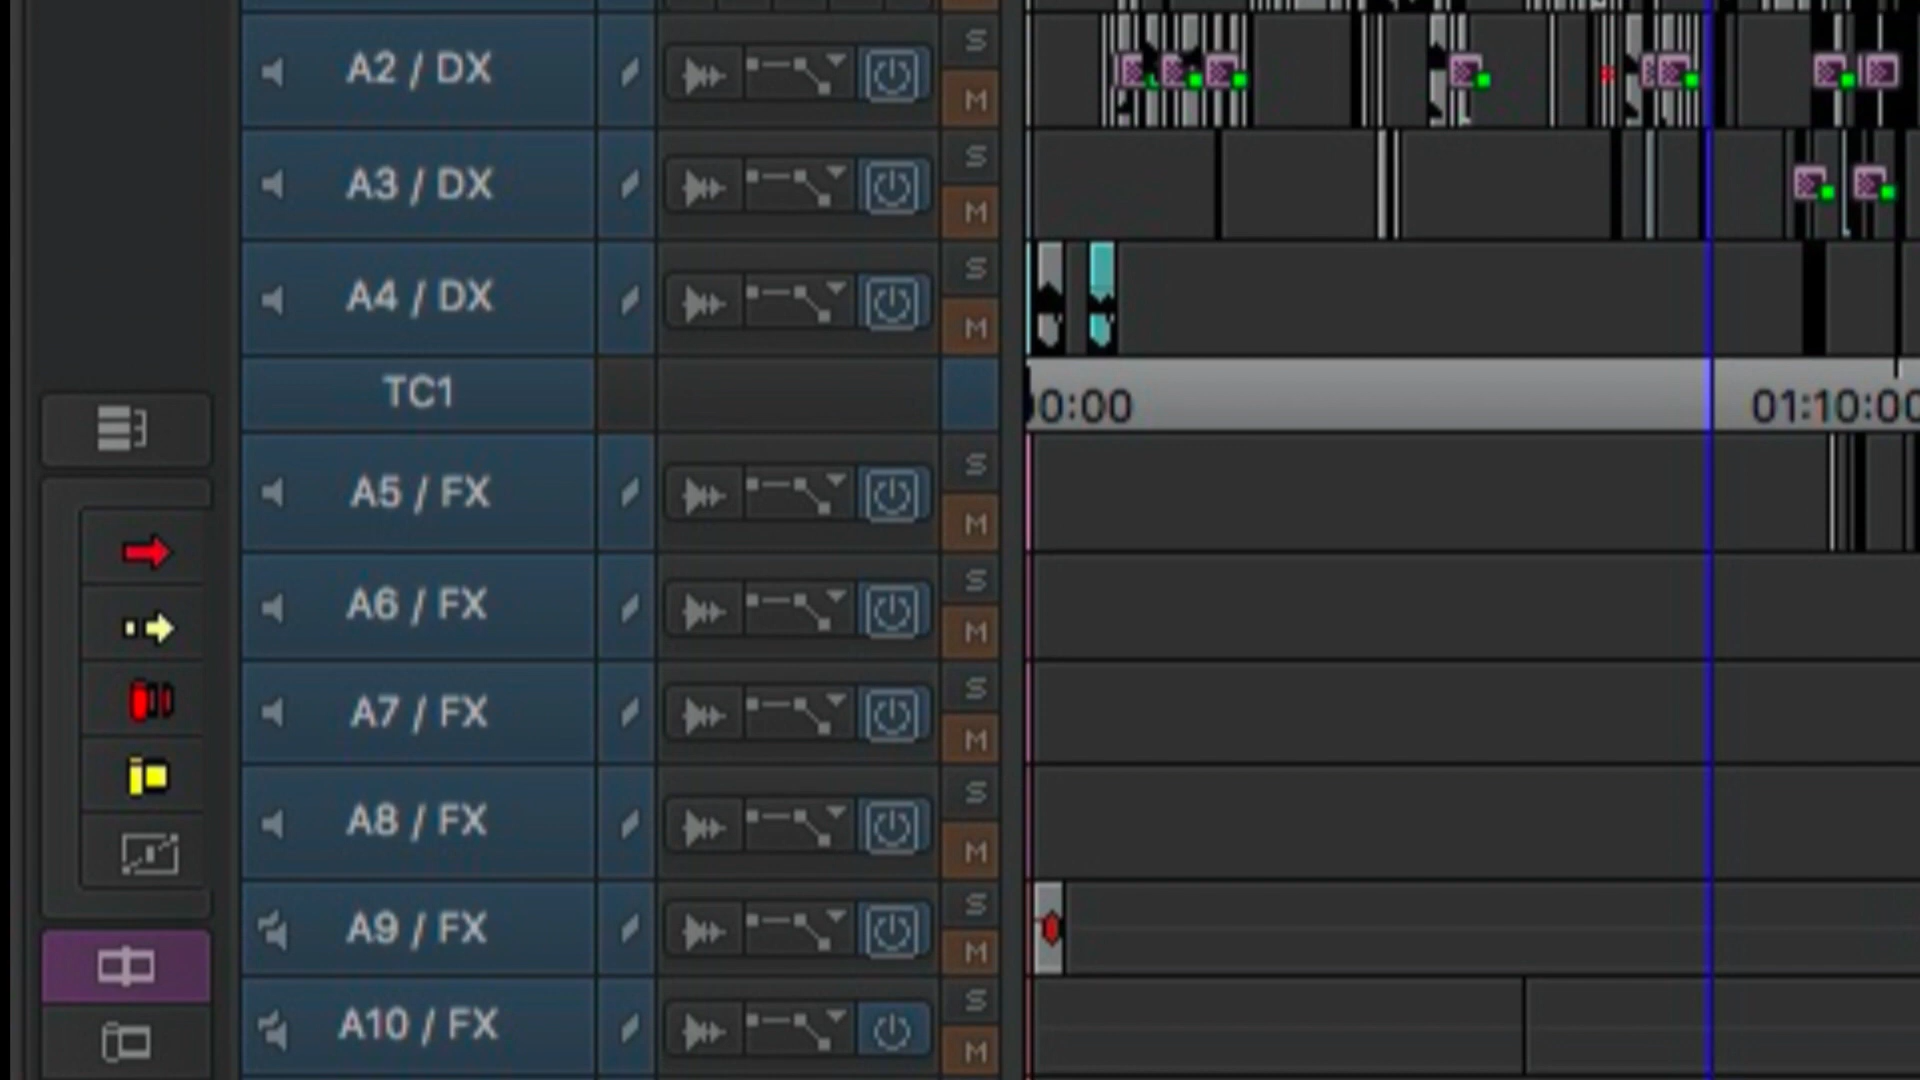 A2 / DX
S
M
A3 / DX
S
M
A4 / DX
S
M
TC1
00:00
01:10:00
A5 / FX
S
M
A6 / FX
S
M
A7 / FX
S
M
A8 / FX
S
M
A9 / FX
S
M
A10 / FX
S
M